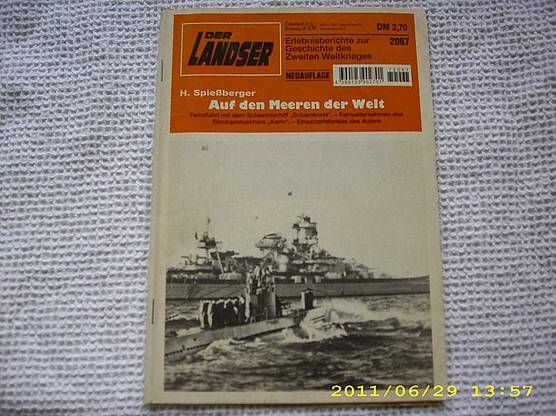 DER
LANDSER
DM 2,70
Erlebnisberichte zur
Geschichte des
Zweiten Weltkrieges
2067
NEUAUFLAGE
H. Spießberger
Auf den Meeren der Welt
Feindfahrt mit dem Schlachtschiff „Scharnhorst“. – Fernunternehmen des
Blockadebrechers „Karin“. – Einsatzerlebnisse des Autors
2011/06/29 13:57